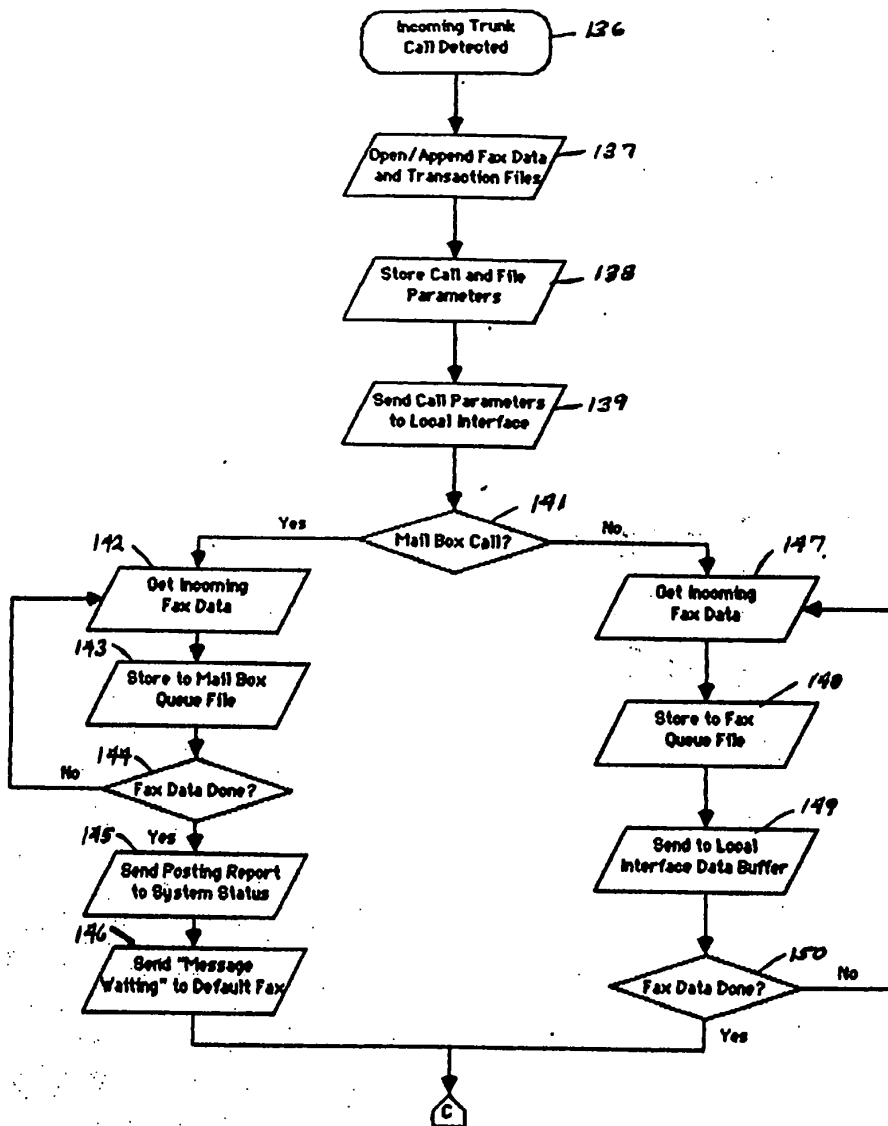 Incoming Trunk
Call Detected
136
Open/Append Fax Data
and Transaction Files
137
Store Call and File
Parameters
138
Send Call Parameters
to Local Interface
139
Mail Box Call?
141
Yes
No
142
Get Incoming
Fax Data
143
Store to Mail Box
Queue File
144
Fax Data Done?
No
Yes
145
Send Posting Report
to System Status
146
Send "Message
Waiting" to Default Fax
147
Get Incoming
Fax Data
148
Store to Fax
Queue File
149
Send to Local
Interface Data Buffer
150
Fax Data Done?
No
Yes
C